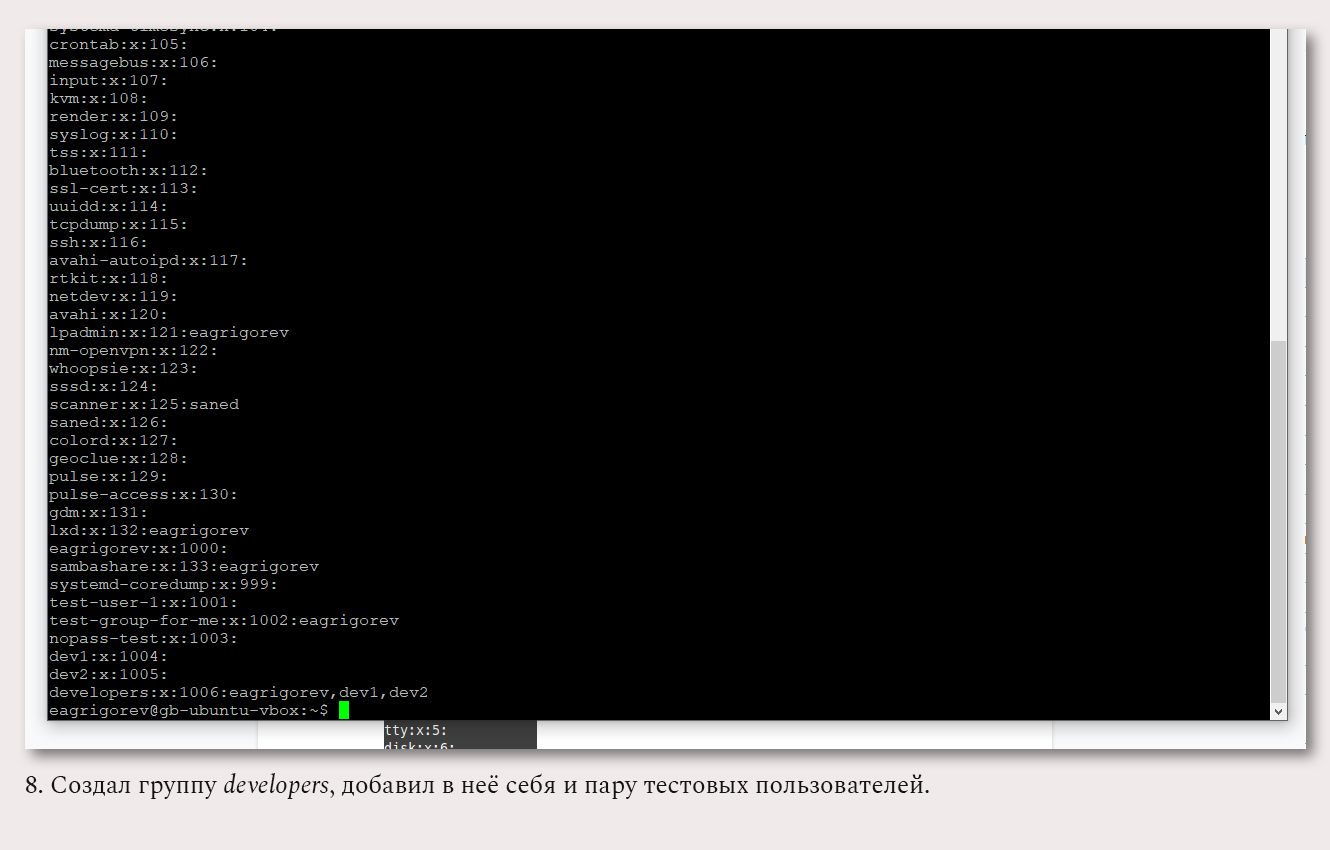 crontab:x:105:
messagebus:x:106:
input:x:107:
kvm:x:108:
render:x:109:
syslog:x:110:
tss:x:111:
bluetooth:x:112:
ssl-cert:x:113:
uuidd:x:114:
tcpdump:x:115:
ssh:x:116:
avahi-autoipd:x:117:
rtkit:x:118:
netdev:x:119:
avahi:x:120:
lpadmin:x:121:eagrigorev
nm-openvpn:x:122:
whoopsie:x:123:
sssd:x:124:
scanner:x:125:saned
saned:x:126:
colord:x:127:
geoclue:x:128:
pulse:x:129:
pulse-access:x:130:
gdm:x:131:
lxd:x:132:eagrigorev
eagrigorev:x:1000:
sambashare:x:133:eagrigorev
systemd-coredump:x:999:
test-user-1:x:1001:
test-group-for-me:x:1002:eagrigorev
nopass-test:x:1003:
dev1:x:1004:
dev2:x:1005:
developers:x:1006:eagrigorev,dev1,dev2
eagrigorev@gb-ubuntu-vbox:~$
tty:x:5:
disk:x:6:
8. Создал группу developers, добавил в неё себя и пару тестовых пользователей.